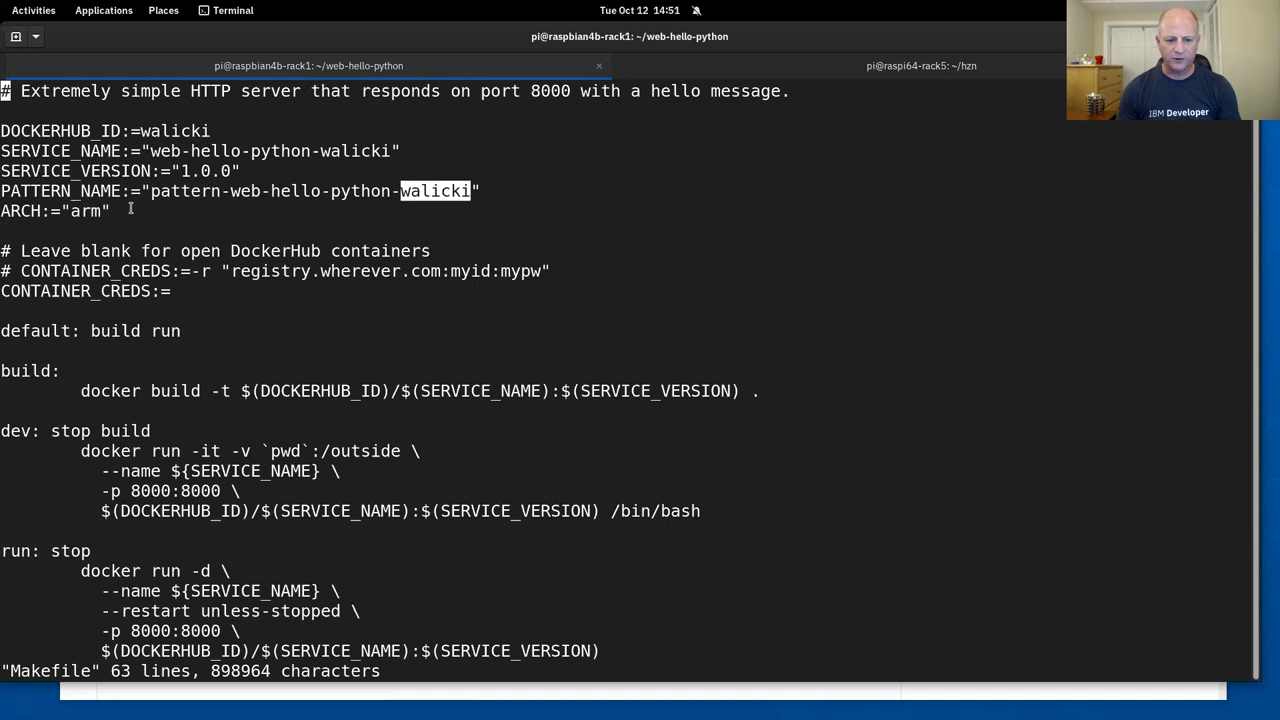 Activities Applications Places Terminal Tue Oct 12 14:51
pi@raspbian4b-rack1: ~/web-hello-python
pi@raspbian4b-rack1: ~/web-hello-python × pi@raspi64-rack5: ~/hzn
IBM Developer
# Extremely simple HTTP server that responds on port 8000 with a hello message.
DOCKERHUB_ID:=walicki
SERVICE_NAME:="web-hello-python-walicki"
SERVICE_VERSION:="1.0.0"
PATTERN_NAME:="pattern-web-hello-python-walicki"
ARCH:="arm"
# Leave blank for open DockerHub containers
# CONTAINER_CREDS:=-r "registry.wherever.com:myid:mypw"
CONTAINER_CREDS:=
default: build run
build:
docker build -t $(DOCKERHUB_ID)/$(SERVICE_NAME):$(SERVICE_VERSION) .
dev: stop build
docker run -it -v `pwd`:/outside \
--name ${SERVICE_NAME} \
-p 8000:8000 \
$(DOCKERHUB_ID)/$(SERVICE_NAME):$(SERVICE_VERSION) /bin/bash
run: stop
docker run -d \
--name ${SERVICE_NAME} \
--restart unless-stopped \
-p 8000:8000 \
$(DOCKERHUB_ID)/$(SERVICE_NAME):$(SERVICE_VERSION)
"Makefile" 63 lines, 898964 characters